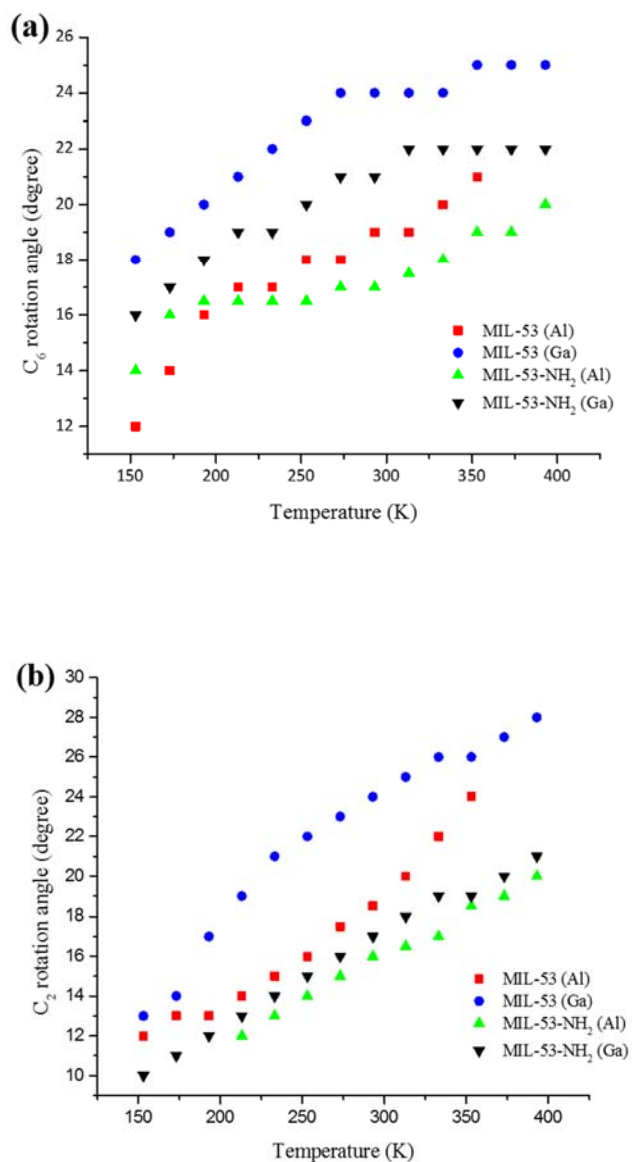 (a)
26
24
22
20
18
16
14
12
C₆ rotation angle (degree)
MIL-53 (Al)
MIL-53 (Ga)
MIL-53-NH₂ (Al)
MIL-53-NH₂ (Ga)
150 200 250 300 350 400
Temperature (K)
(b)
30
28
26
24
22
20
18
16
14
12
10
C₂ rotation angle (degree)
MIL-53 (Al)
MIL-53 (Ga)
MIL-53-NH₂ (Al)
MIL-53-NH₂ (Ga)
150 200 250 300 350 400
Temperature (K)